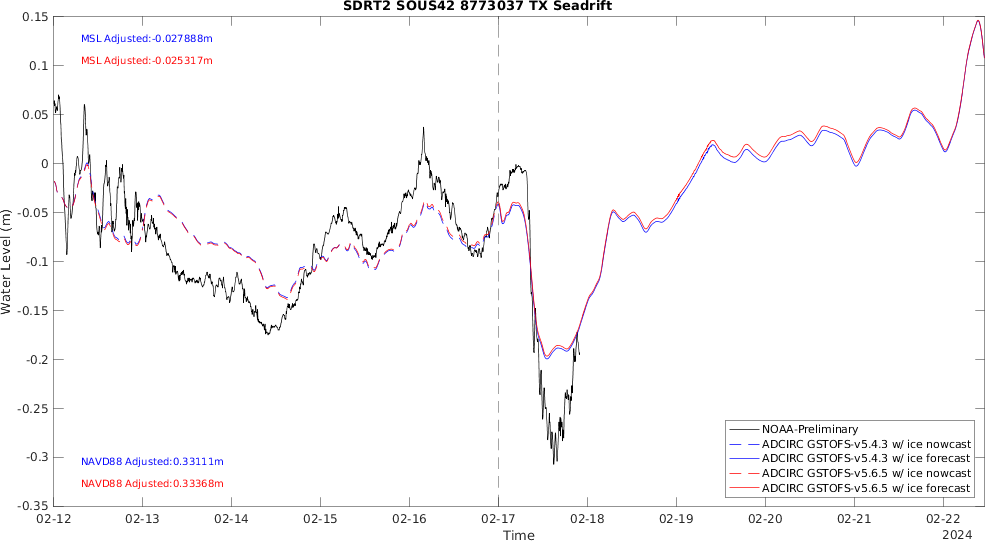 SDRT2 SOUS42 8773037 TX Seadrift
0.15
0.1
0.05
0
-0.05
-0.1
-0.15
-0.2
-0.25
-0.3
-0.35
Water Level (m)
MSL Adjusted:-0.027888m
MSL Adjusted:-0.025317m
NAVD88 Adjusted:0.33111m
NAVD88 Adjusted:0.33368m
NOAA-Preliminary
ADCIRC GSTOFS-v5.4.3 w/ ice nowcast
ADCIRC GSTOFS-v5.4.3 w/ ice forecast
ADCIRC GSTOFS-v5.6.5 w/ ice nowcast
ADCIRC GSTOFS-v5.6.5 w/ ice forecast
02-12 02-13 02-14 02-15 02-16 02-17 02-18 02-19 02-20 02-21 02-22
2024
Time